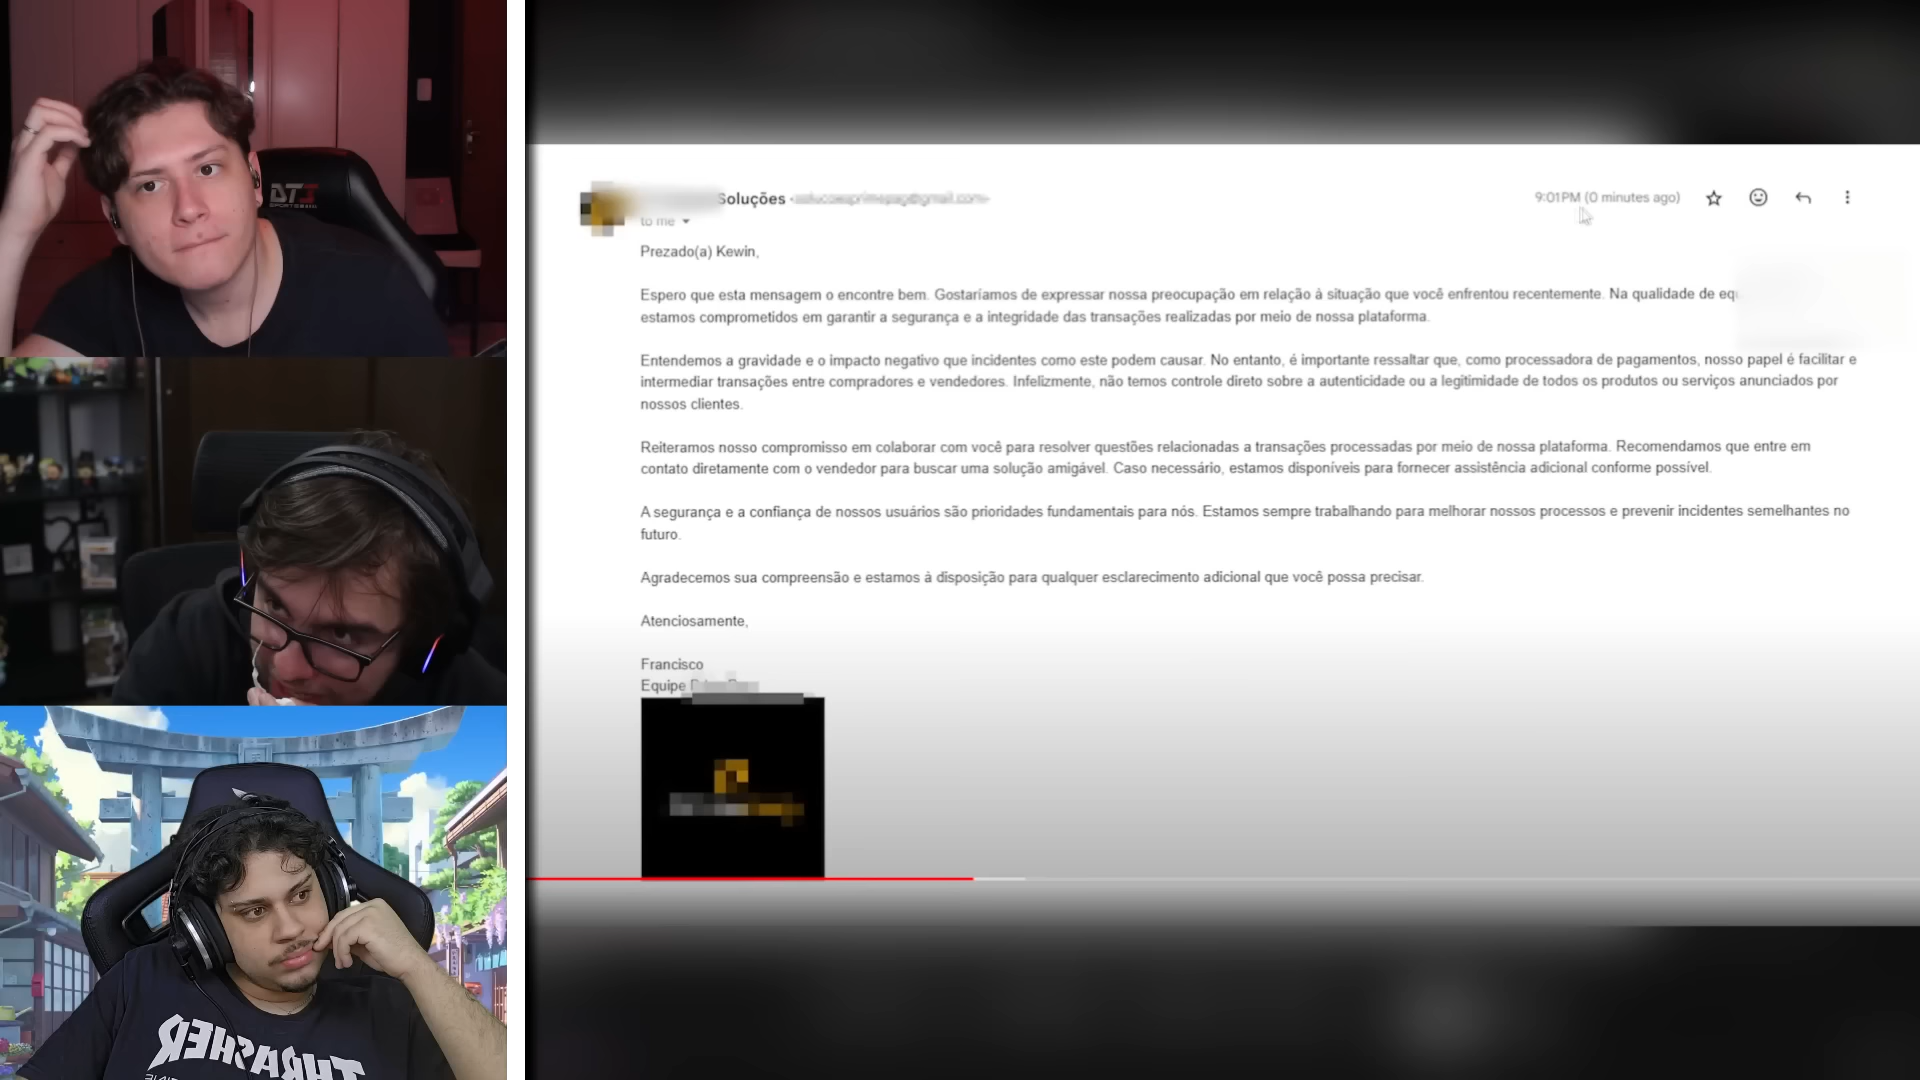 Soluções
9:01PM (0 minutes ago)
to me
Prezado(a) Kewin,
Espero que esta mensagem o encontre bem. Gostaríamos de expressar nossa preocupação em relação à situação que você enfrentou recentemente. Na qualidade de
estamos comprometidos em garantir a segurança e a integridade das transações realizadas por meio de nossa plataforma.
Entendemos a gravidade e o impacto negativo que incidentes como este podem causar. No entanto, é importante ressaltar que, como processadora de pagamentos, nosso papel é facilitar e
intermediar transações entre compradores e vendedores. Infelizmente, não temos controle direto sobre a autenticidade ou a legitimidade de todos os produtos ou serviços anunciados por
nossos clientes.
Reiteramos nosso compromisso em colaborar com você para resolver questões relacionadas a transações processadas por meio de nossa plataforma. Recomendamos que entre em
contato diretamente com o vendedor para buscar uma solução amigável. Caso necessário, estamos disponíveis para fornecer assistência adicional conforme possível.
A segurança e a confiança de nossos usuários são prioridades fundamentais para nós. Estamos sempre trabalhando para melhorar nossos processos e prevenir incidentes semelhantes no
futuro.
Agradecemos sua compreensão e estamos à disposição para qualquer esclarecimento adicional que você possa precisar.
Atenciosamente,
Francisco
Equipe
THRASHER
THRASHER